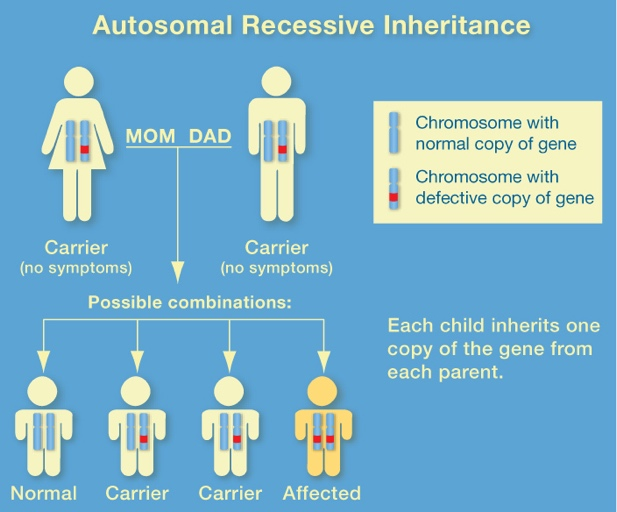 Autosomal Recessive Inheritance
MOM DAD
Chromosome with
normal copy of gene
Chromosome with
defective copy of gene
Carrier
(no symptoms)
Carrier
(no symptoms)
Possible combinations:
Each child inherits one
copy of the gene from
each parent.
Normal
Carrier
Carrier
Affected